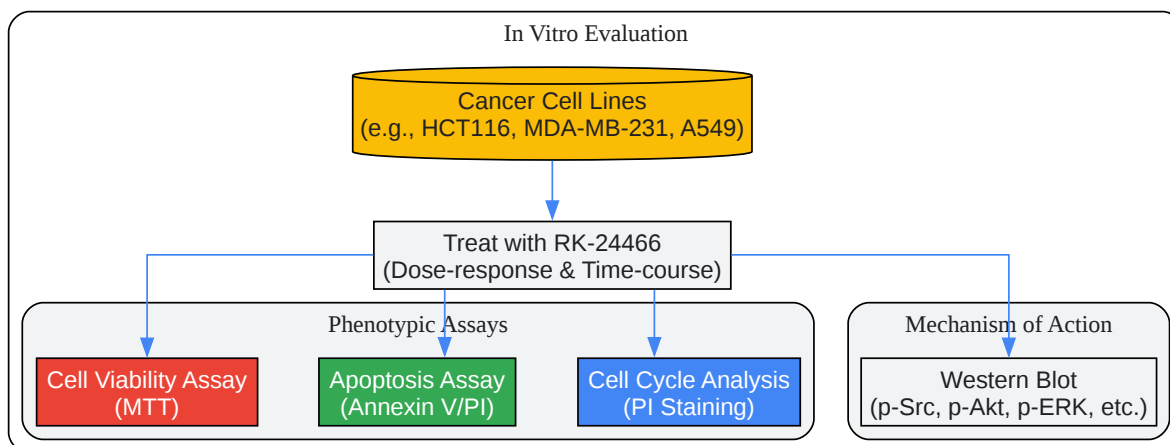 In Vitro Evaluation
Cancer Cell Lines
(e.g., HCT116, MDA-MB-231, A549)
Treat with RK-24466
(Dose-response & Time-course)
Phenotypic Assays
Mechanism of Action
Cell Viability Assay
(MTT)
Apoptosis Assay
(Annexin V/PI)
Cell Cycle Analysis
(PI Staining)
Western Blot
(p-Src, p-Akt, p-ERK, etc.)